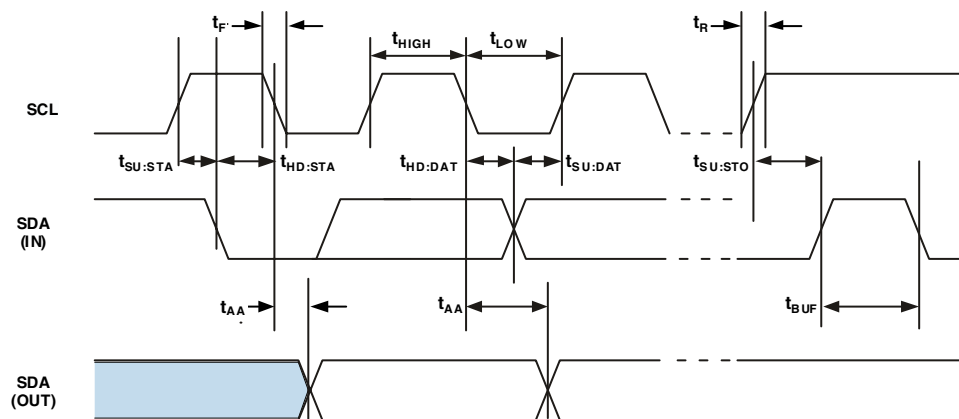 tF'
tHIGH
tLOW
tR
SCL
tSU:STA
tHD:STA
tHD:DAT
tSU:DAT
tSU:STO
SDA
(IN)
tAA
tAA
tBUF
SDA
(OUT)